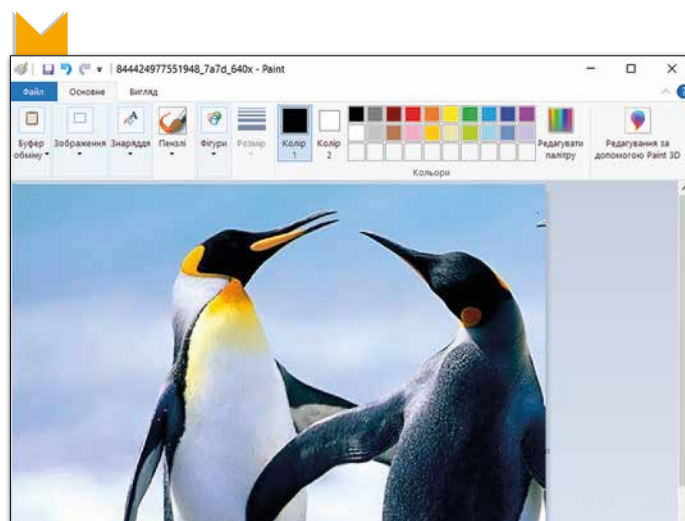 844424977551948_7a7d_640x - Paint
Файл Основне Вигляд
Буфер обміну Зображення Знаряддя Пензлі Фігури Розмір Колір 1 Колір 2 Редагувати палітру Редагування за допомогою Paint 3D
Кольори